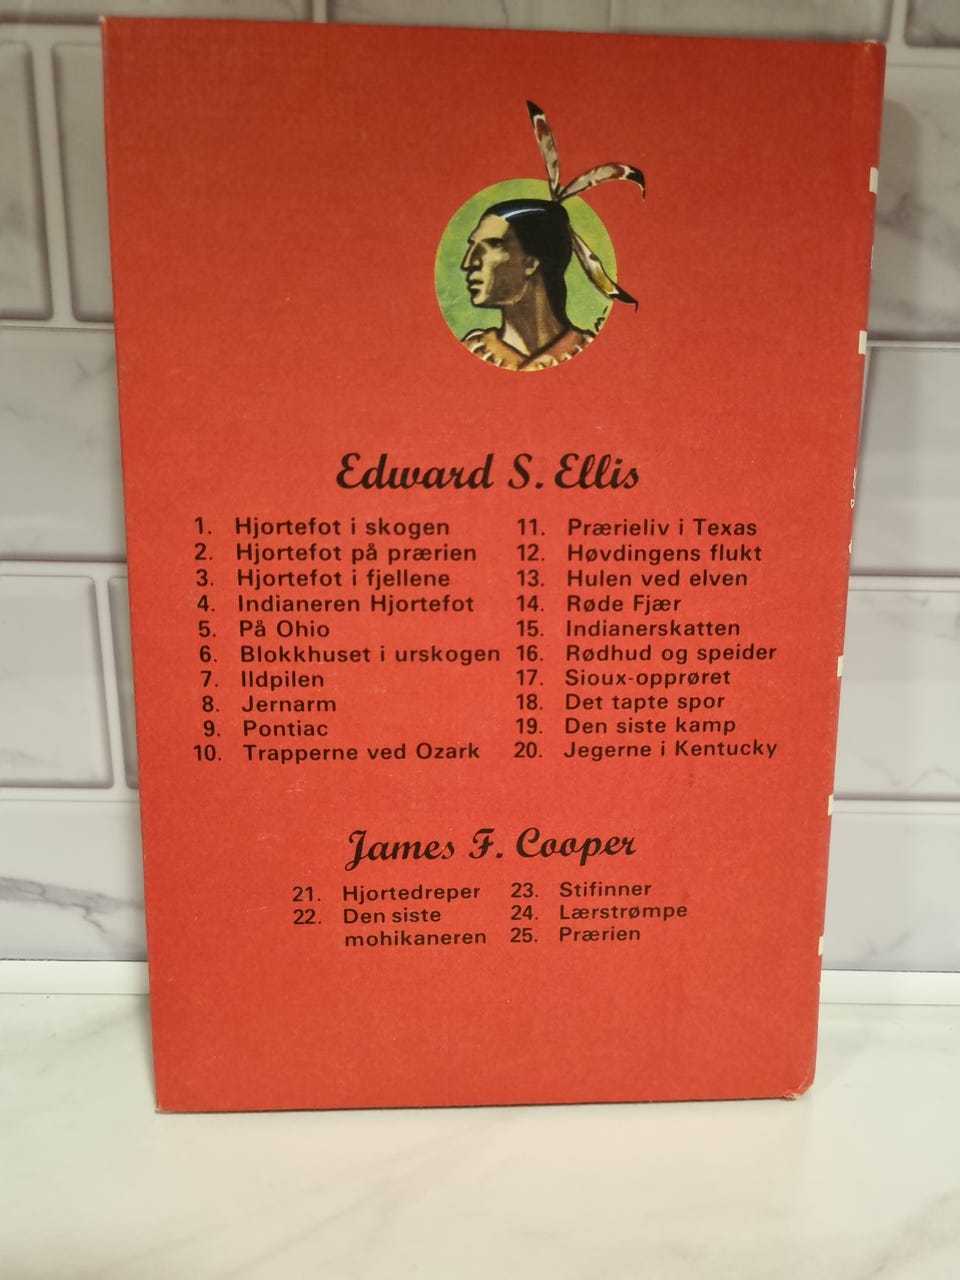 Edward S. Ellis
1. Hjortefot i skogen
2. Hjortefot på prærien
3. Hjortefot i fjellene
4. Indianeren Hjortefot
5. På Ohio
6. Blokkhuset i urskogen
7. Ildpilen
8. Jernarm
9. Pontiac
10. Trapperne ved Ozark
11. Prærieliv i Texas
12. Høvdingens flukt
13. Hulen ved elven
14. Røde Fjær
15. Indianerskatten
16. Rødhud og speider
17. Sioux-opprøret
18. Det tapte spor
19. Den siste kamp
20. Jegerne i Kentucky
James F. Cooper
21. Hjortedreper
22. Den siste
mohikaneren
23. Stifinner
24. Lærstrømpe
25. Prærien